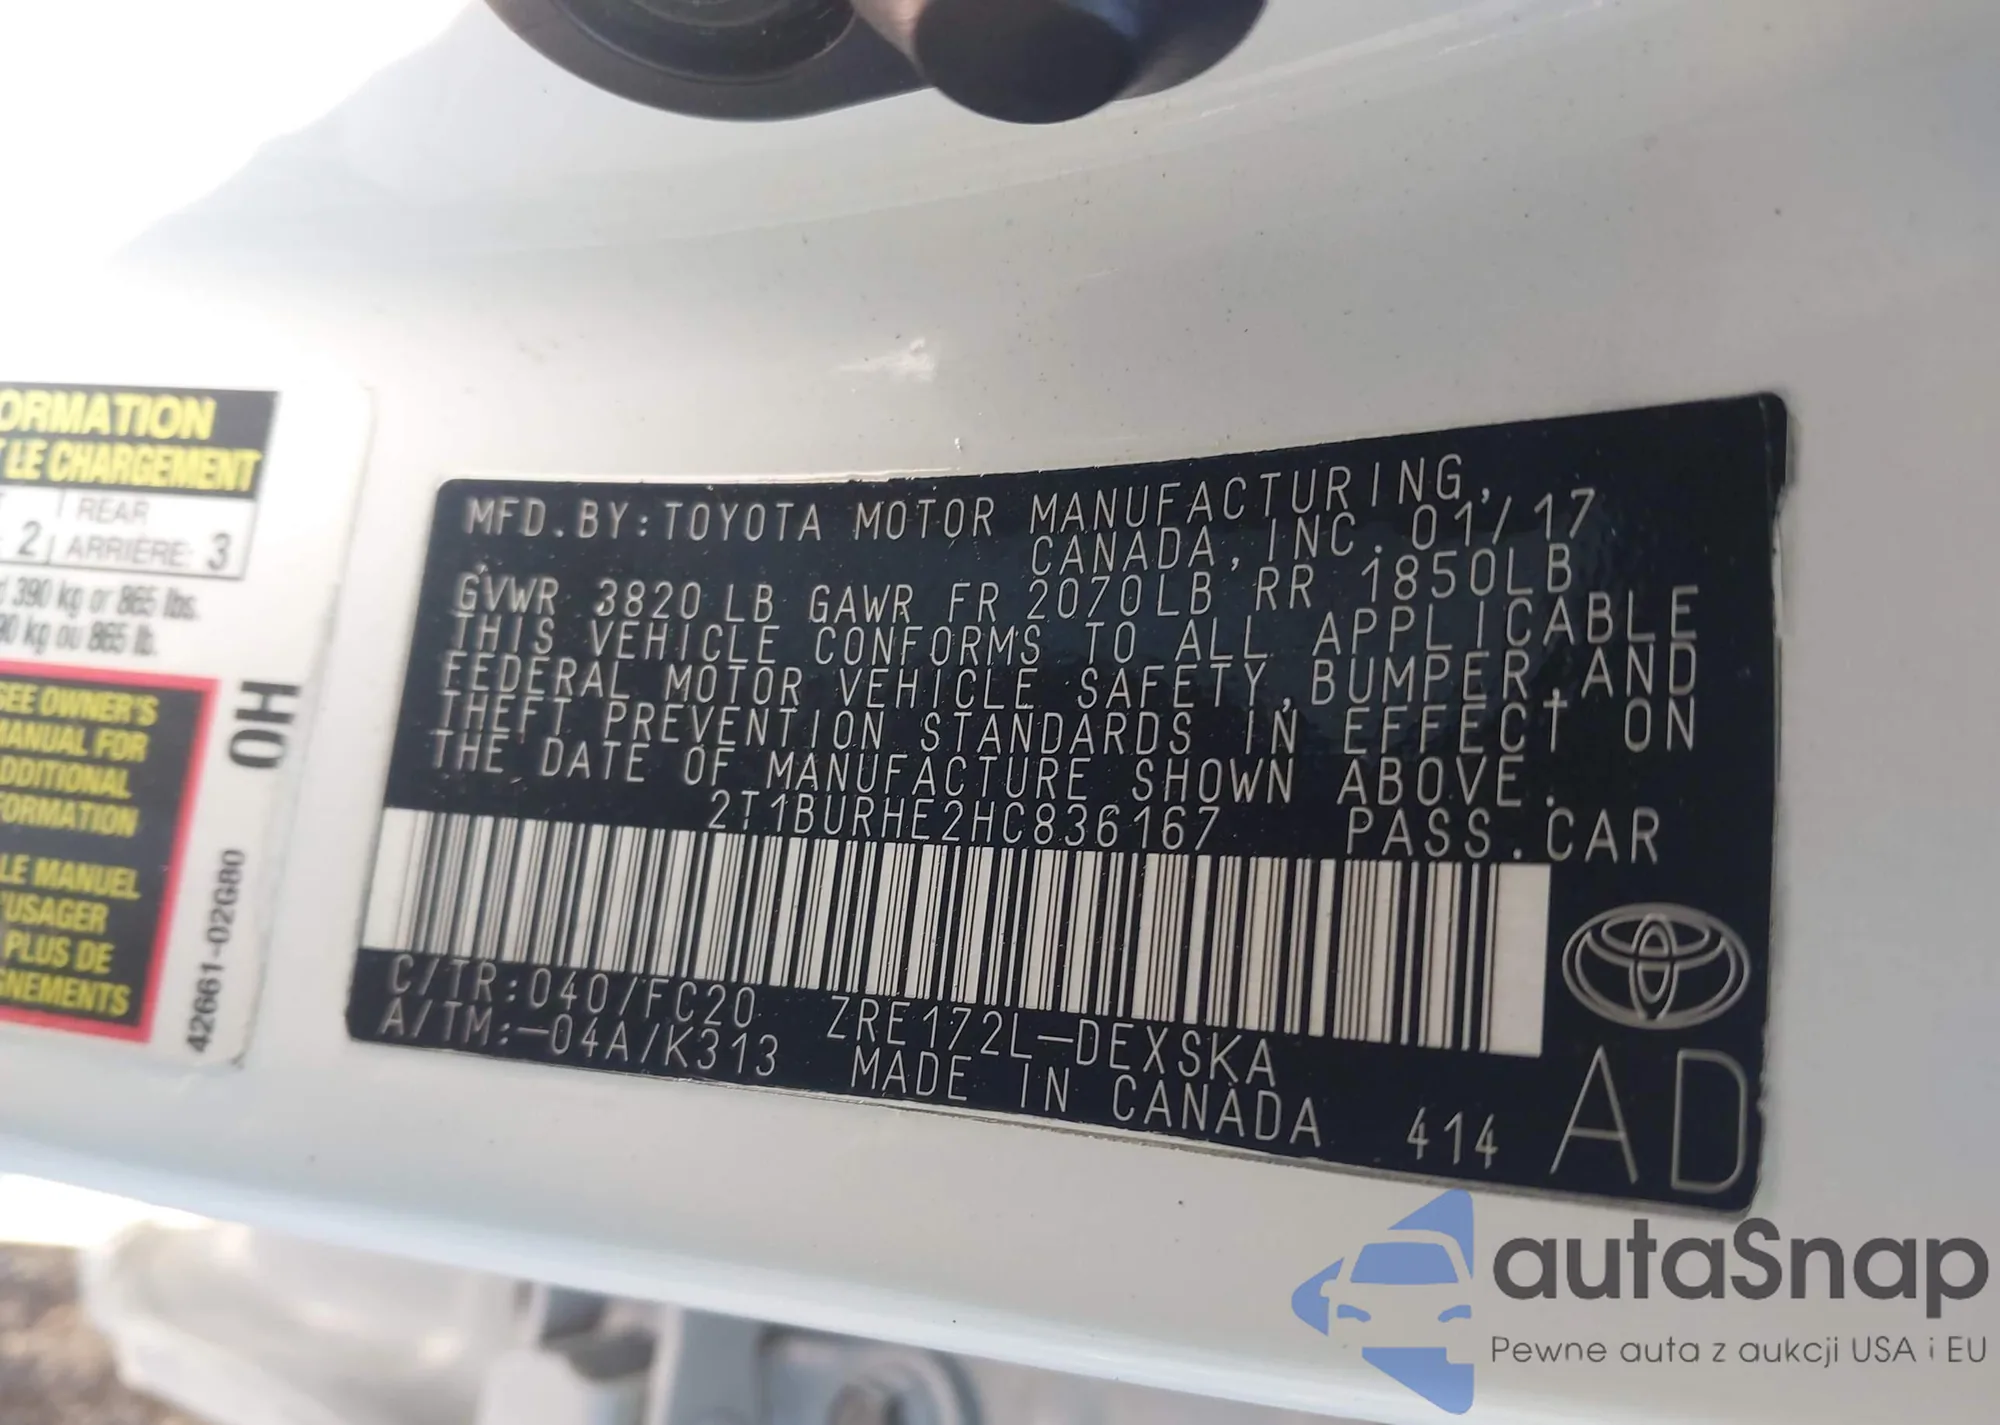 ORMATION
LE CHARGEMENT
REAR
2 ARRIÈRE: 3
390 kg or 865 lbs.
90 kg ou 865 lb.
SEE OWNER'S
MANUAL FOR
ADDITIONAL
FORMATION
LE MANUEL
'USAGER
PLUS DE
GNEMENTS
0H
42661-02G80
MFD.BY:TOYOTA MOTOR MANUFACTURING,
CANADA,INC. 01/17
GVWR 3820 LB GAWR FR 2070LB RR 1850LB
THIS VEHICLE CONFORMS TO ALL APPLICABLE
FEDERAL MOTOR VEHICLE SAFETY,BUMPER,AND
THEFT PREVENTION STANDARDS IN EFFECT ON
THE DATE OF MANUFACTURE SHOWN ABOVE.
2T1BURHE2HC836167 PASS.CAR
C/TR:040/FC20 ZRE172L-DEXSKA
A/TM:-04A/K313 MADE IN CANADA 414
AD
autaSnap
Pewne auta z aukcji USA i EU